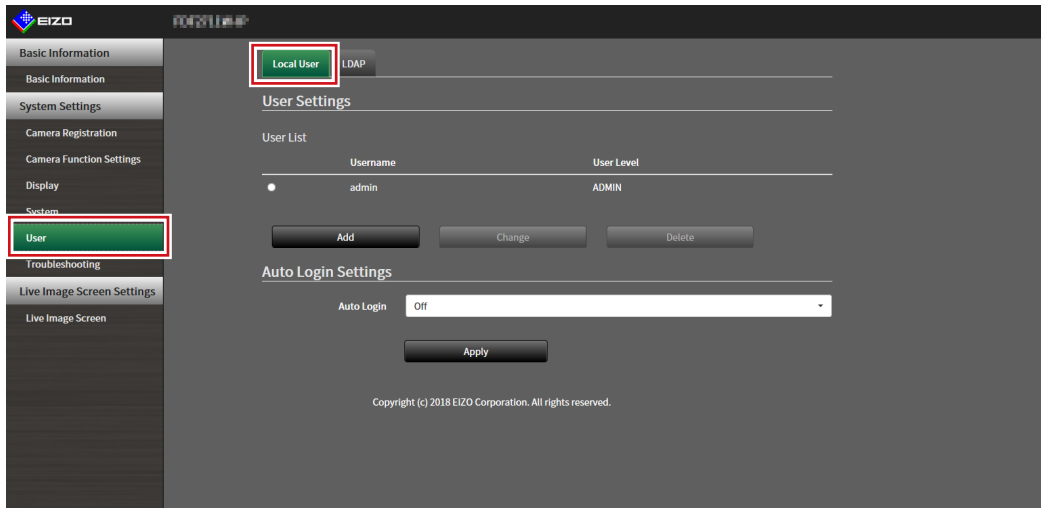 EIZO
Basic Information
Basic Information
System Settings
Camera Registration
Camera Function Settings
Display
System
User
Troubleshooting
Live Image Screen Settings
Live Image Screen
Local User LDAP
User Settings
User List
Username User Level
admin ADMIN
Add Change Delete
Auto Login Settings
Auto Login Off
Apply
Copyright (c) 2018 EIZO Corporation. All rights reserved.